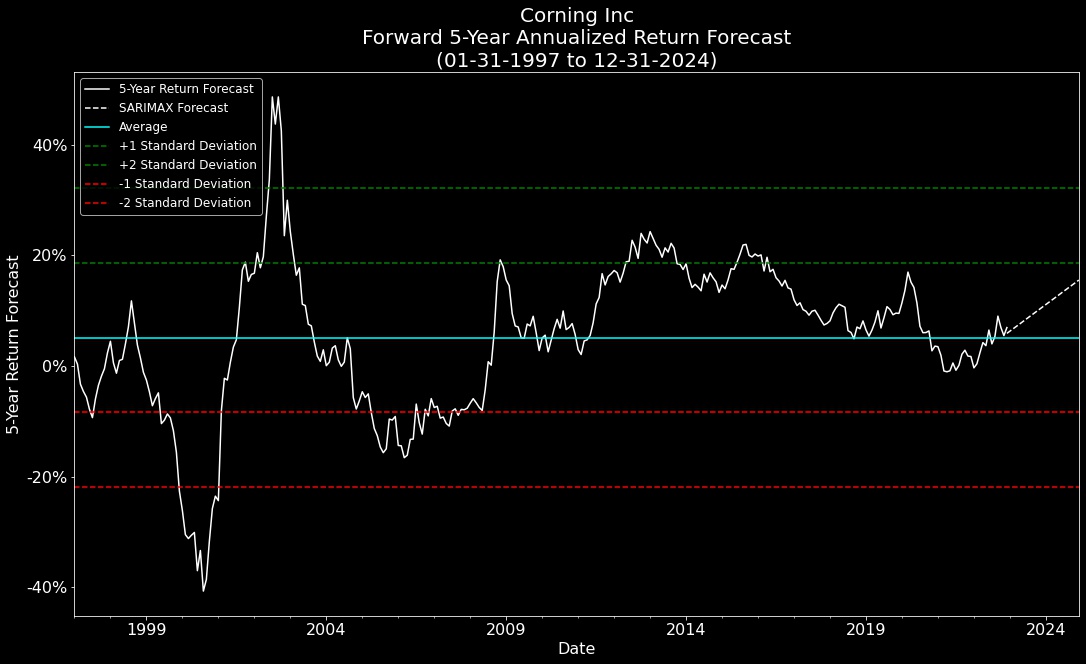 Corning Inc
Forward 5-Year Annualized Return Forecast
(01-31-1997 to 12-31-2024)
5-Year Return Forecast
SARIMAX Forecast
Average
+1 Standard Deviation
+2 Standard Deviation
-1 Standard Deviation
-2 Standard Deviation
5-Year Return Forecast
40%
20%
0%
-20%
-40%
1999 2004 2009 2014 2019 2024
Date